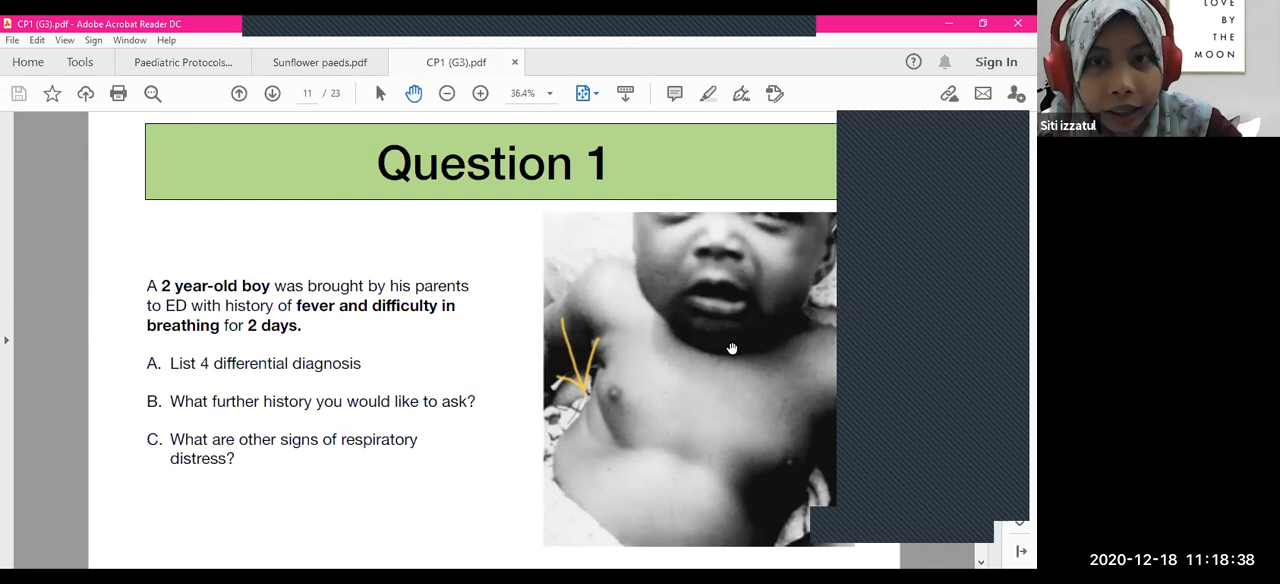 CP1 (G3).pdf - Adobe Acrobat Reader DC
File Edit View Sign Window Help
Home Tools Paediatric Protocols... Sunflower paeds.pdf CP1 (G3).pdf × Sign In
11 / 23 36.4%
Question 1
A 2 year-old boy was brought by his parents
to ED with history of fever and difficulty in
breathing for 2 days.
A. List 4 differential diagnosis
B. What further history you would like to ask?
C. What are other signs of respiratory
distress?
LOVE
BY
THE
MOON
Siti izzatul
2020-12-18 11:18:38